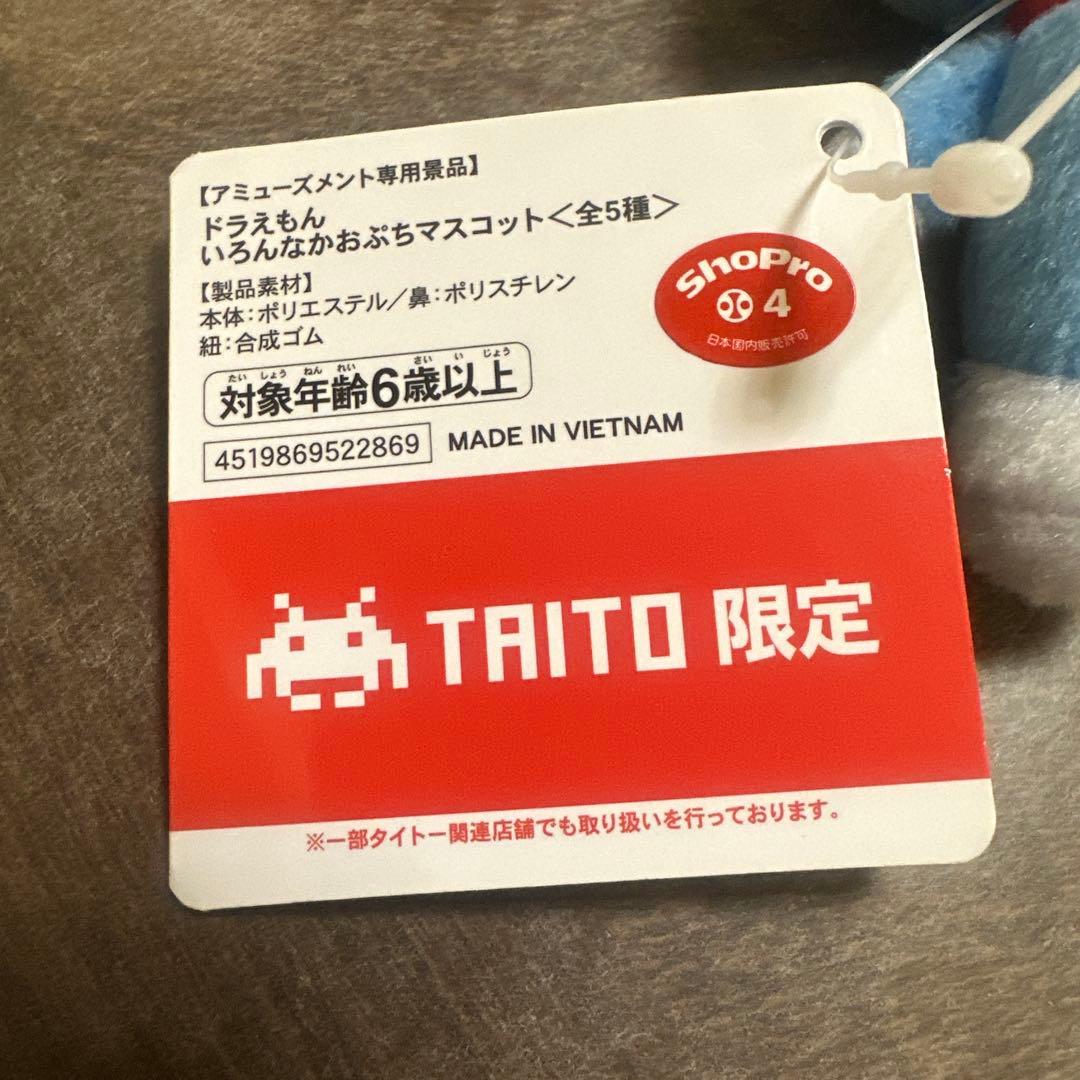 【アミューズメント専用景品】
ドラえもん
いろんなかおぷちマスコット＜全5種＞
【製品素材】
本体：ポリエステル／鼻：ポリスチレン
紐：合成ゴム
ShoPro
4
日本国内販売許可
たい しょう ねん れい さい い じょう
対象年齢6歳以上
4519869522869 MADE IN VIETNAM
TAITO 限定
※一部タイトー関連店舗でも取り扱いを行っております。